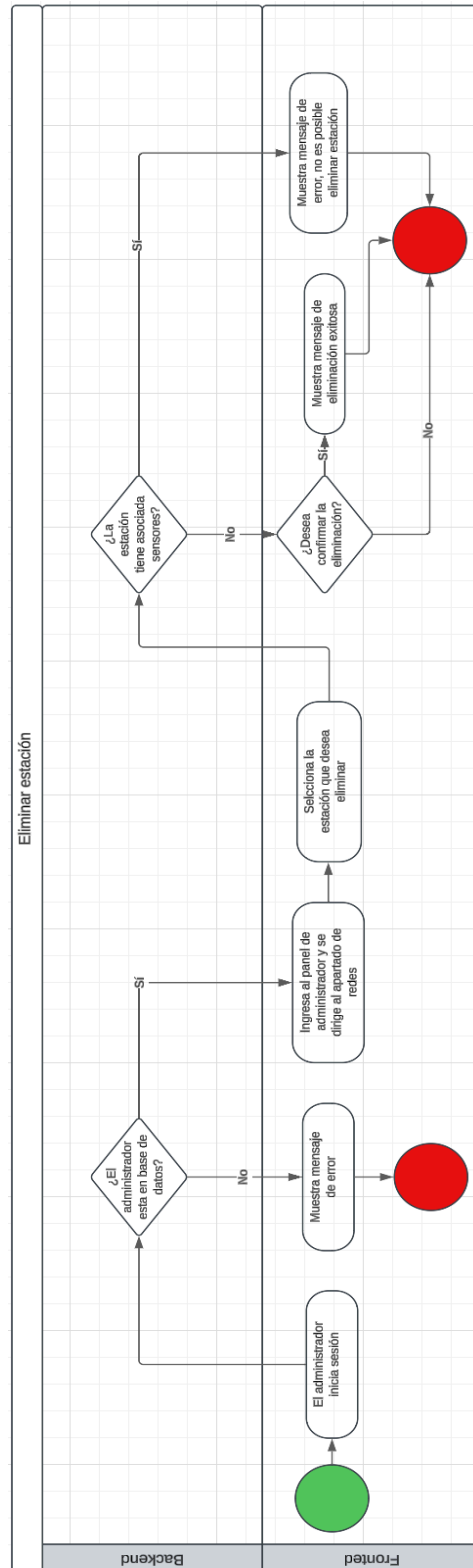 Eliminar estación
Backend
Fronted
El administrador
inicia sesión
¿El
administrador
esta en base de
datos?
No
Muestra mensaje
de error
Sí
Ingresa al panel de
administrador y se
dirige al apartado de
redes
Selcciona la
estación que desea
eliminar
¿La
estación
tiene asociada
sensores?
No
¿Desea
confirmar la
eliminación?
Sí
Muestra mensaje de
eliminación exitosa
No
Sí
Muestra mensaje de
error, no es posible
eliminar estación